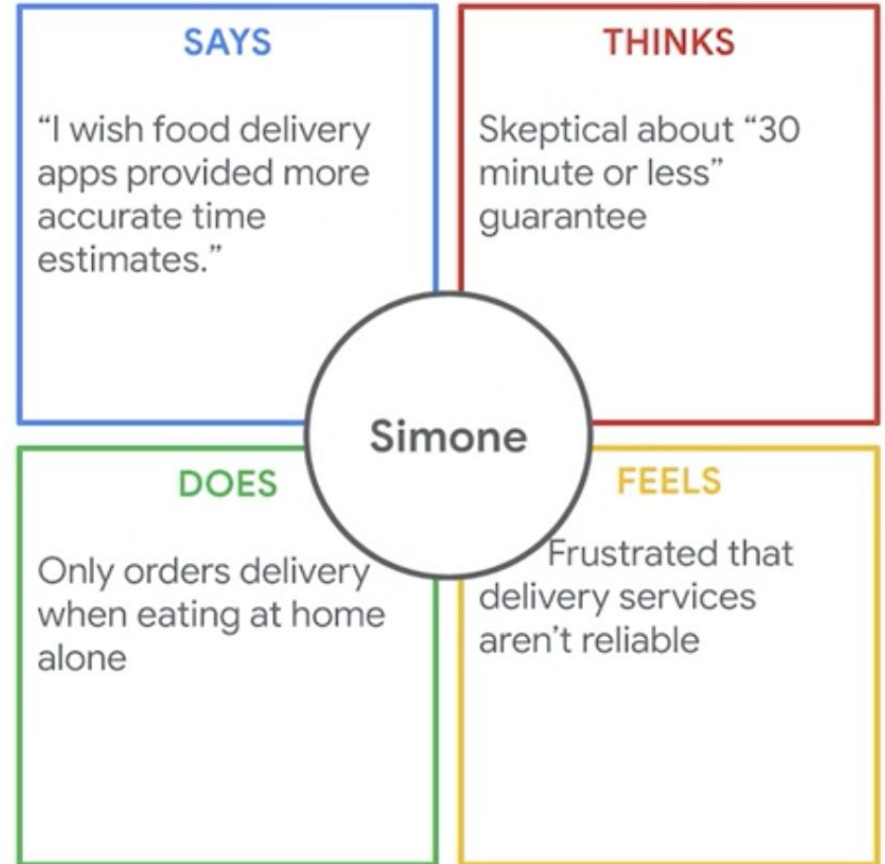 SAYS
“I wish food delivery
apps provided more
accurate time
estimates.”
THINKS
Skeptical about “30
minute or less”
guarantee
Simone
DOES
Only orders delivery
when eating at home
alone
FEELS
Frustrated that
delivery services
aren’t reliable